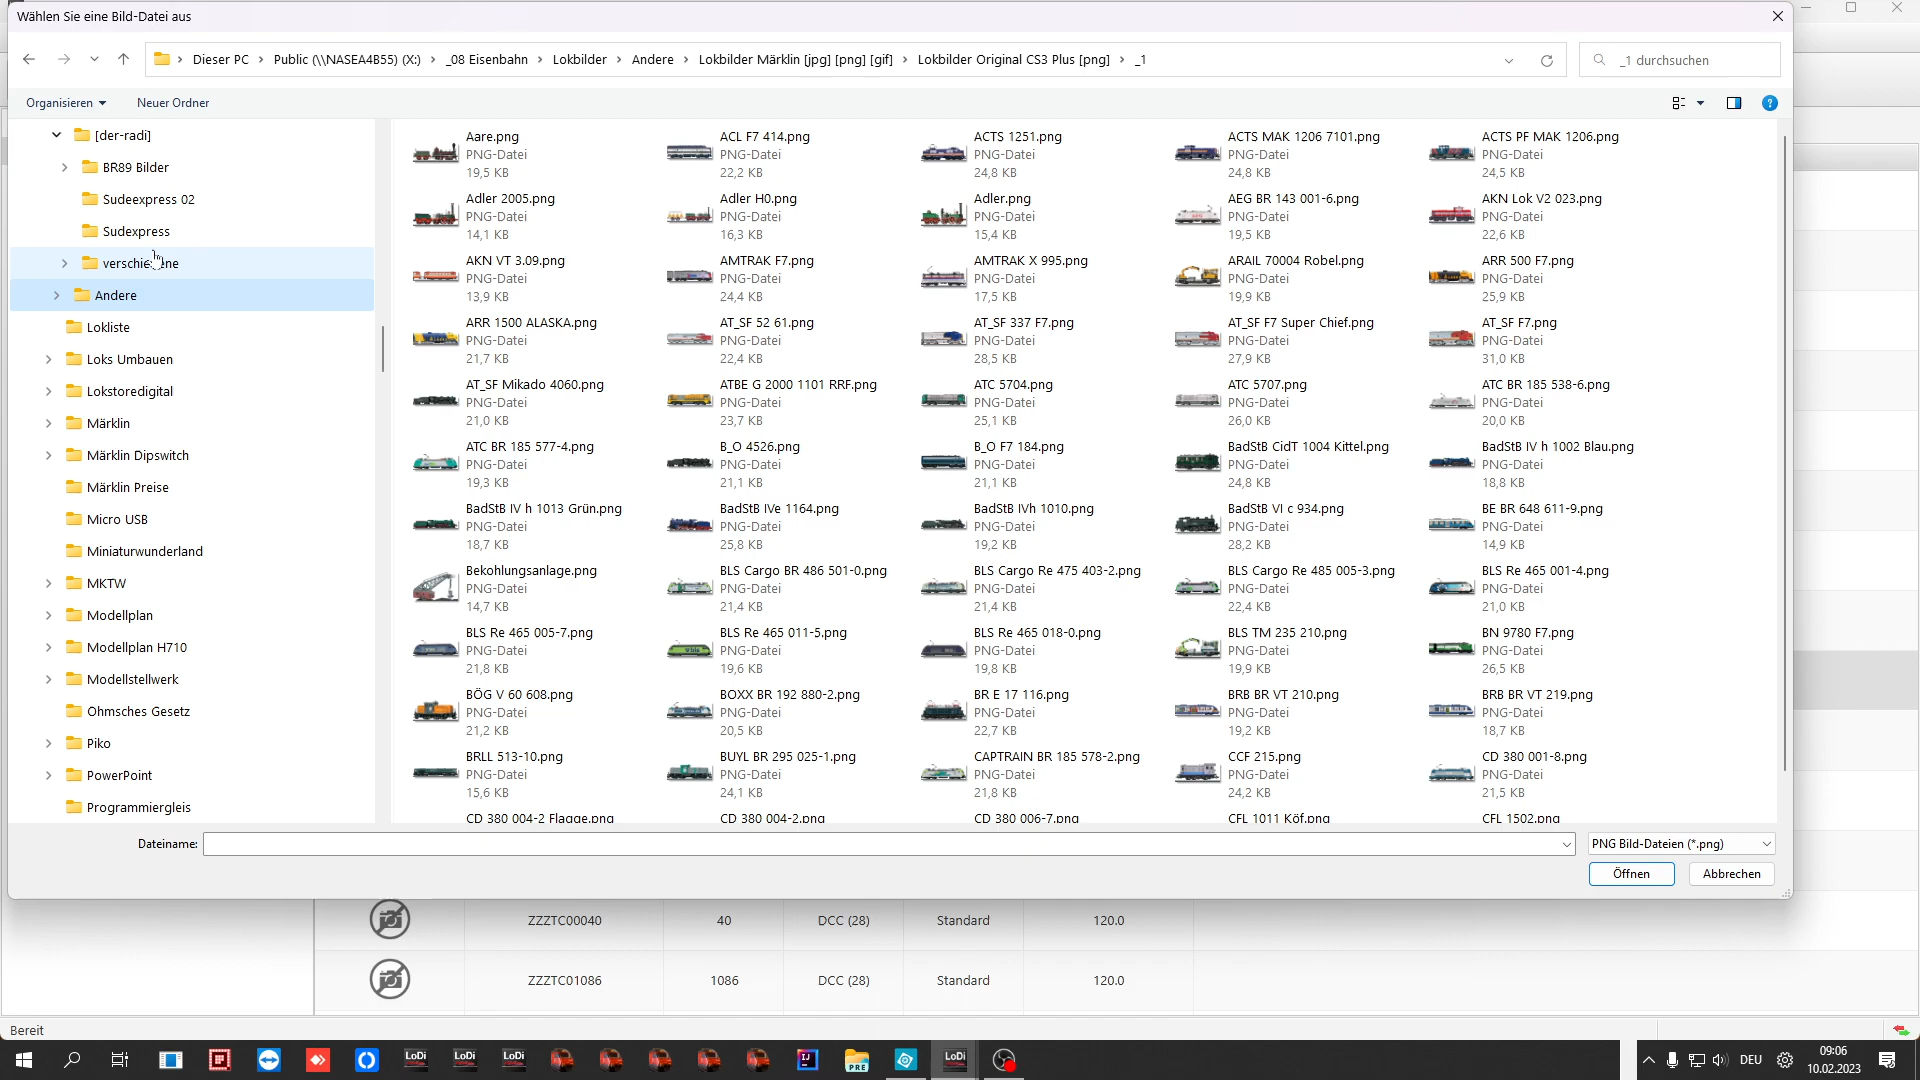 Wählen Sie eine Bild-Datei aus
Dieser PC > Public (\\NASEA4B55) (X:) > _08 Eisenbahn > Lokbilder > Andere > Lokbilder Märklin [jpg] [png] [gif] > Lokbilder Original CS3 Plus [png] > _1
_1 durchsuchen
Organisieren
Neuer Ordner
[der-radi]
BR89 Bilder
Sudeexpress 02
Sudexpress
Andere
Lokliste
Loks Umbauen
Lokstoredigital
Märklin
Märklin Dipswitch
Märklin Preise
Micro USB
Miniaturwunderland
MKTW
Modellplan
Modellplan H710
Modellstellwerk
Ohmsches Gesetz
Piko
PowerPoint
Programmiergleis
Aare.png
PNG-Datei
19,5 KB
ACL F7 414.png
PNG-Datei
22,2 KB
ACTS 1251.png
PNG-Datei
24,8 KB
ACTS MAK 1206 7101.png
PNG-Datei
24,8 KB
ACTS PF MAK 1206.png
PNG-Datei
24,5 KB
Adler 2005.png
PNG-Datei
14,1 KB
Adler H0.png
PNG-Datei
16,3 KB
Adler.png
PNG-Datei
15,4 KB
AEG BR 143 001-6.png
PNG-Datei
19,5 KB
AKN Lok V2 023.png
PNG-Datei
22,6 KB
AKN VT 3.09.png
PNG-Datei
13,9 KB
AMTRAK F7.png
PNG-Datei
24,4 KB
AMTRAK X 995.png
PNG-Datei
17,5 KB
ARAIL 70004 Robel.png
PNG-Datei
19,9 KB
ARR 500 F7.png
PNG-Datei
25,9 KB
ARR 1500 ALASKA.png
PNG-Datei
21,7 KB
AT_SF 52 61.png
PNG-Datei
22,4 KB
AT_SF 337 F7.png
PNG-Datei
28,5 KB
AT_SF F7 Super Chief.png
PNG-Datei
27,9 KB
AT_SF F7.png
PNG-Datei
31,0 KB
AT_SF Mikado 4060.png
PNG-Datei
21,0 KB
ATBE G 2000 1101 RRF.png
PNG-Datei
23,7 KB
ATC 5704.png
PNG-Datei
25,1 KB
ATC 5707.png
PNG-Datei
26,0 KB
ATC BR 185 538-6.png
PNG-Datei
20,0 KB
ATC BR 185 577-4.png
PNG-Datei
19,3 KB
B_O 4526.png
PNG-Datei
21,1 KB
B_O F7 184.png
PNG-Datei
21,1 KB
BadStB CidT 1004 Kittel.png
PNG-Datei
24,8 KB
BadStB IV h 1002 Blau.png
PNG-Datei
18,8 KB
BadStB IV h 1013 Grün.png
PNG-Datei
18,7 KB
BadStB IVe 1164.png
PNG-Datei
25,8 KB
BadStB IVh 1010.png
PNG-Datei
19,2 KB
BadStB VI c 934.png
PNG-Datei
28,2 KB
BE BR 648 611-9.png
PNG-Datei
14,9 KB
Bekohlungsanlage.png
PNG-Datei
14,7 KB
BLS Cargo BR 486 501-0.png
PNG-Datei
21,4 KB
BLS Cargo Re 475 403-2.png
PNG-Datei
21,4 KB
BLS Cargo Re 485 005-3.png
PNG-Datei
22,4 KB
BLS Re 465 001-4.png
PNG-Datei
21,0 KB
BLS Re 465 005-7.png
PNG-Datei
21,8 KB
BLS Re 465 011-5.png
PNG-Datei
19,6 KB
BLS Re 465 018-0.png
PNG-Datei
19,8 KB
BLS TM 235 210.png
PNG-Datei
19,9 KB
BN 9780 F7.png
PNG-Datei
26,5 KB
BÖG V 60 608.png
PNG-Datei
21,2 KB
BOXX BR 192 880-2.png
PNG-Datei
20,5 KB
BR E 17 116.png
PNG-Datei
22,7 KB
BRB BR VT 210.png
PNG-Datei
19,2 KB
BRB BR VT 219.png
PNG-Datei
18,7 KB
BRLL 513-10.png
PNG-Datei
15,6 KB
BUYL BR 295 025-1.png
PNG-Datei
24,1 KB
CAPTRAIN BR 185 578-2.png
PNG-Datei
21,8 KB
CCF 215.png
PNG-Datei
24,2 KB
CD 380 001-8.png
PNG-Datei
21,5 KB
CD 380 004-2 Flagge.png
CD 380 004-2.png
CD 380 006-7.png
CFL 1011 Köf.png
CFL 1502.png
Dateiname:
PNG Bild-Dateien (*.png)
Öffnen
Abbrechen
ZZZTC00040 40 DCC (28) Standard 120.0
ZZZTC01086 1086 DCC (28) Standard 120.0
Bereit
LoDi
LoDi
LoDi
IJ
PRE
LoDi
DEU
09:06
10.02.2023